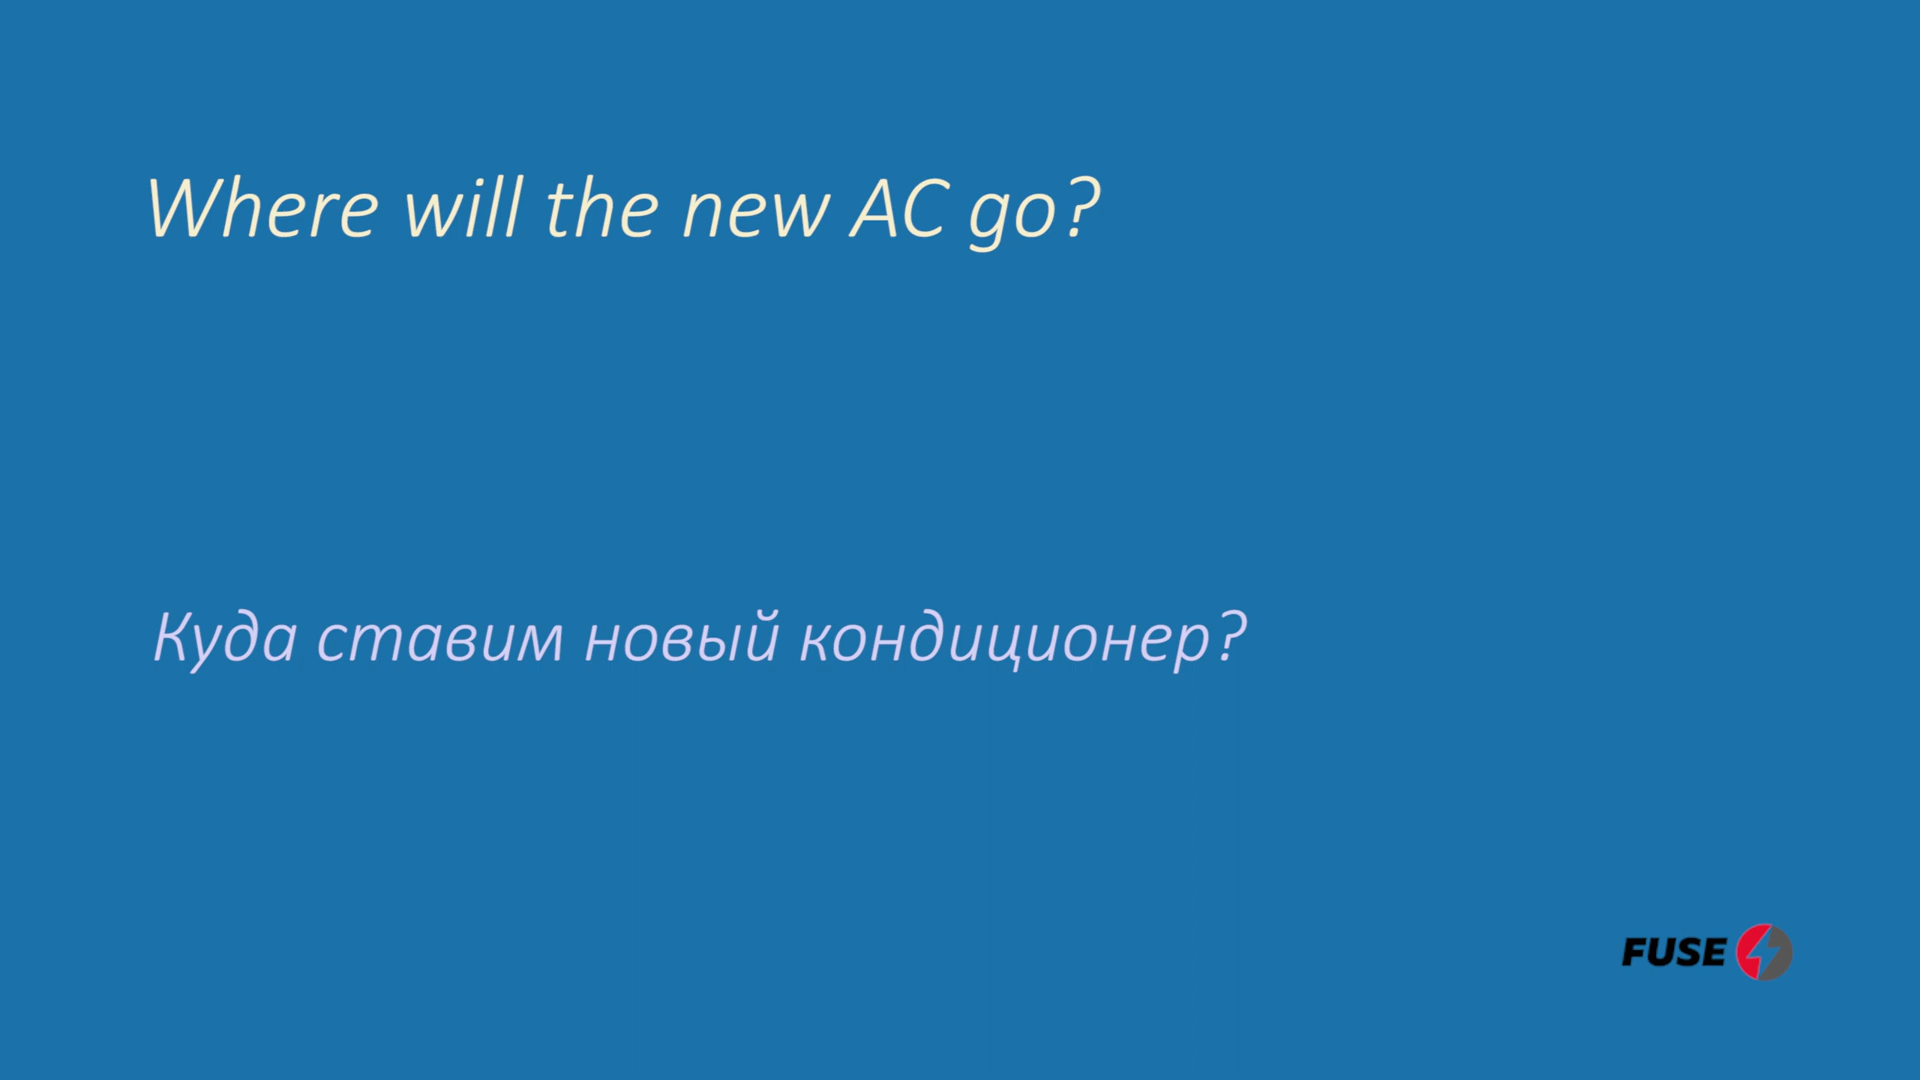 Where will the new AC go?
Куда ставим новый кондиционер?
FUSE